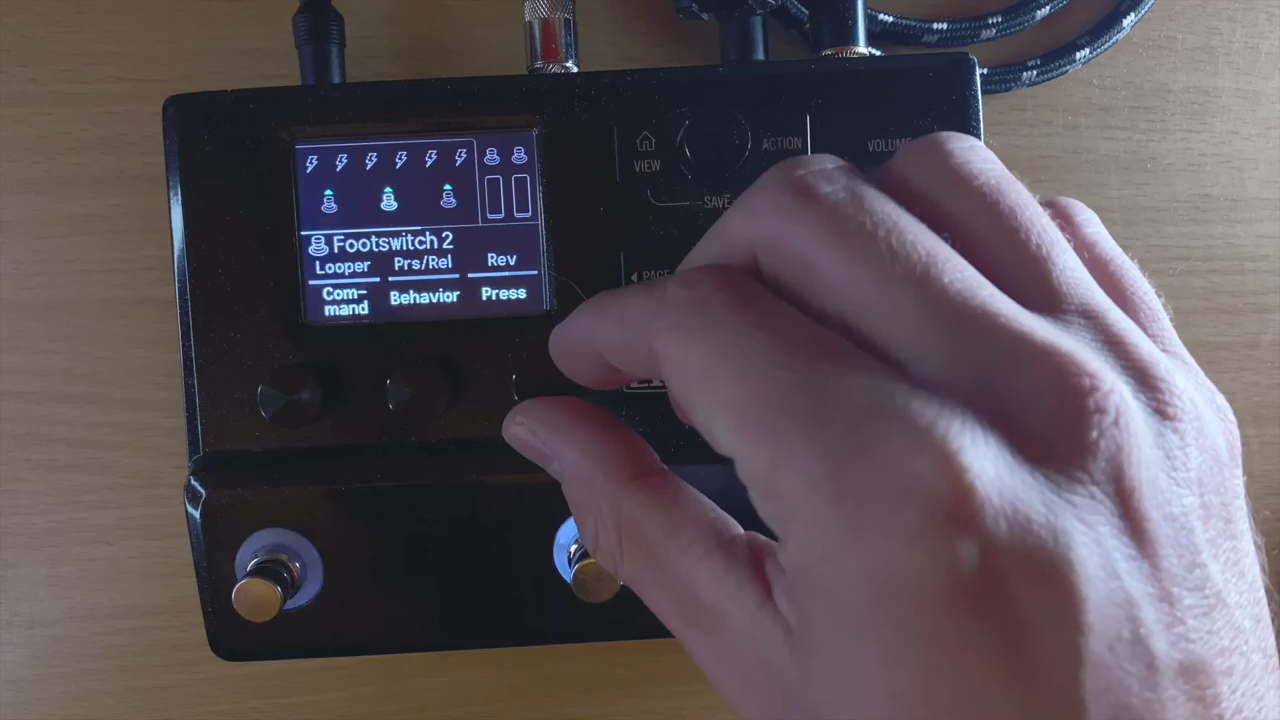 VIEW
ACTION
VOLUME
SAVE
PAGE
Footswitch 2
Looper Prs/Rel Rev
Com-
mand Behavior Press